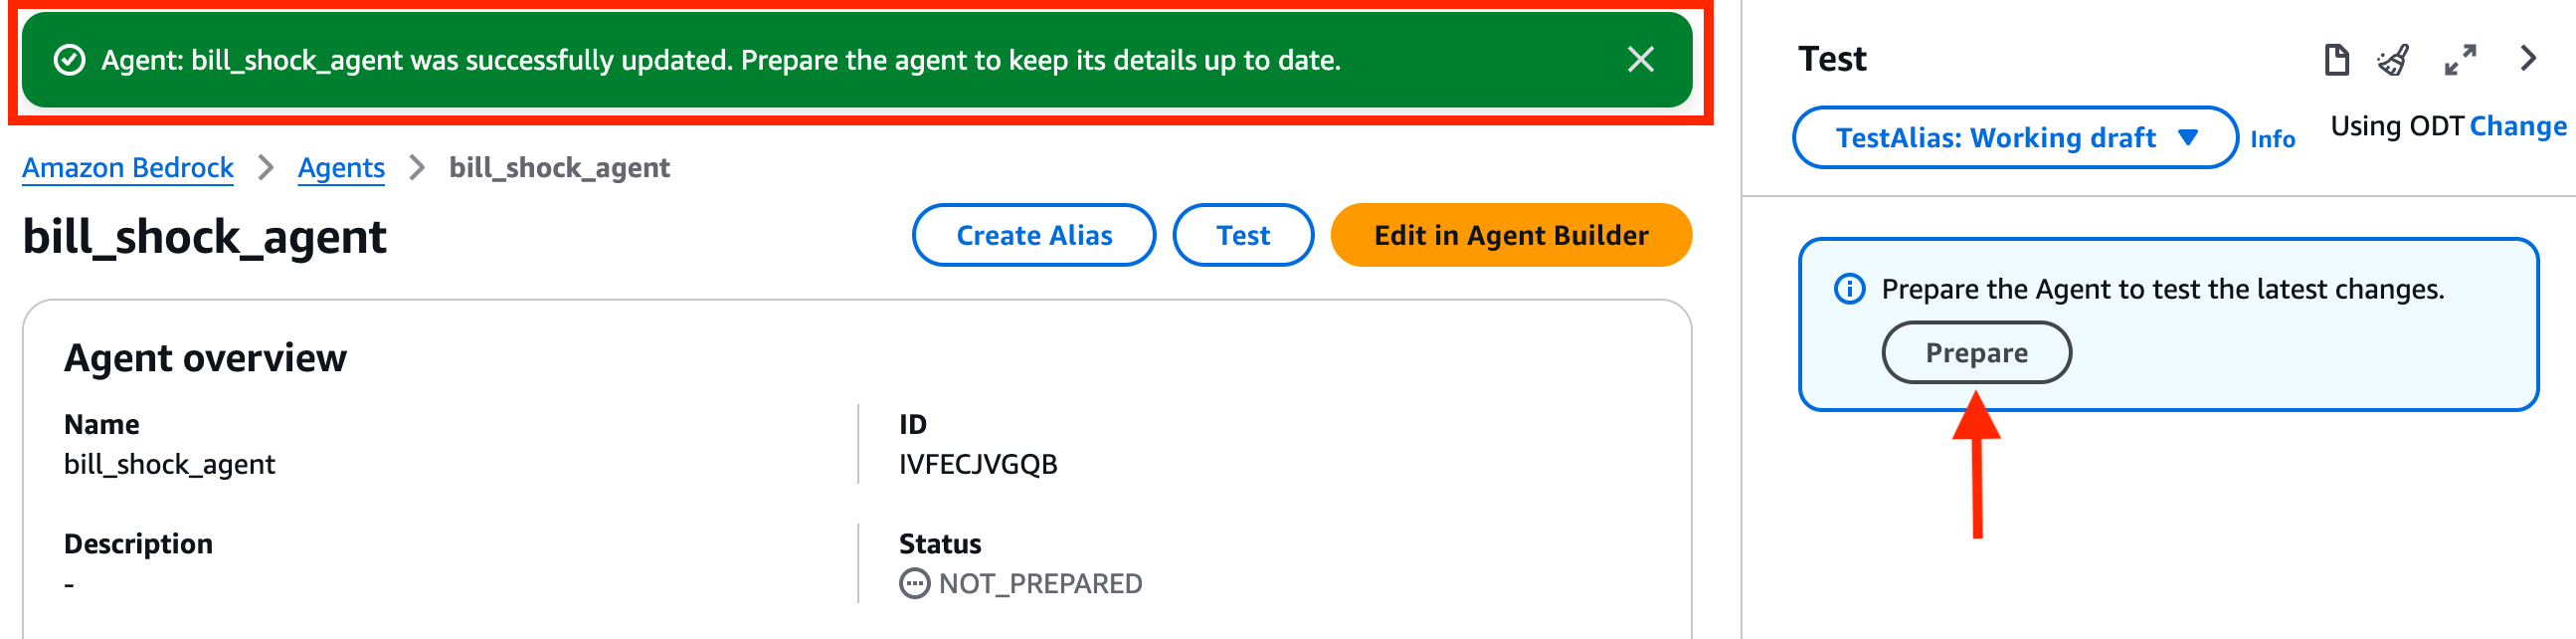 Agent: bill_shock_agent was successfully updated. Prepare the agent to keep its details up to date.
Amazon Bedrock > Agents > bill_shock_agent
bill_shock_agent
Create Alias
Test
Edit in Agent Builder
Agent overview
Name
bill_shock_agent
ID
IVFECJVGQB
Description
-
Status
NOT_PREPARED
Test
TestAlias: Working draft
Info
Using ODT Change
Prepare the Agent to test the latest changes.
Prepare